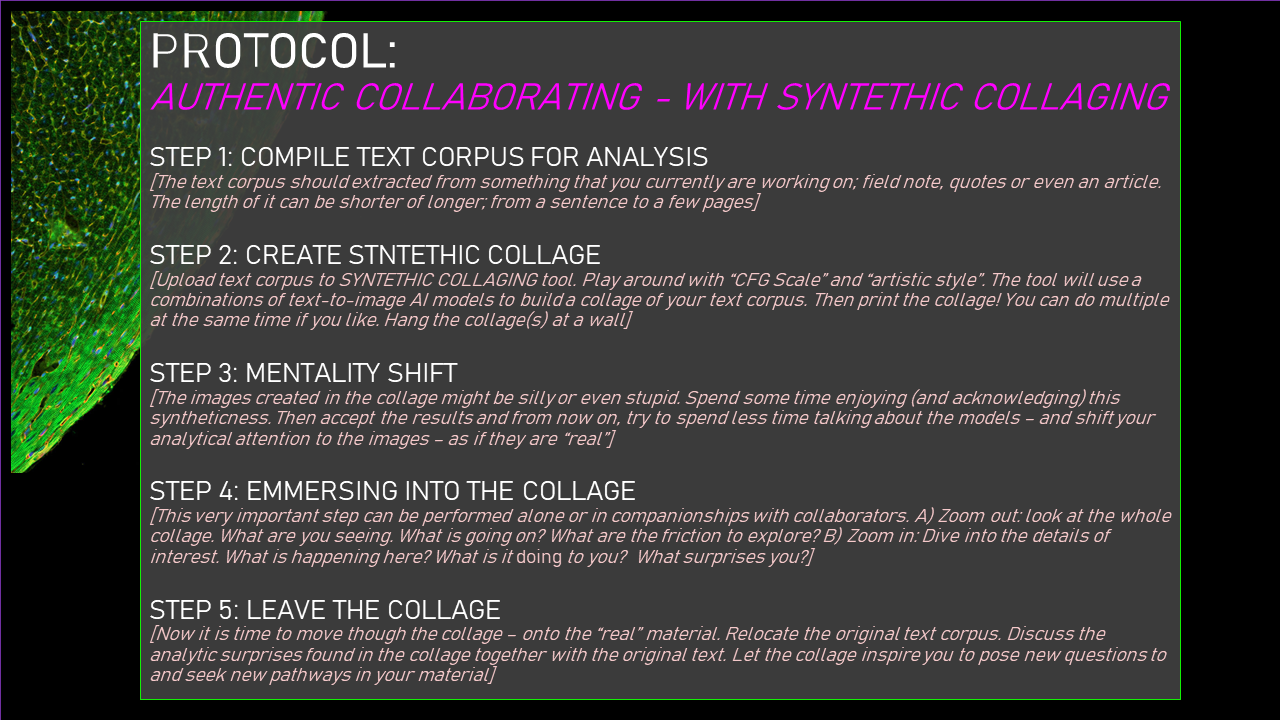 PROTOCOL:
AUTHENTIC COLLABORATING - WITH SYNTETHIC COLLAGING
STEP 1: COMPILE TEXT CORPUS FOR ANALYSIS
[The text corpus should extracted from something that you currently are working on; field note, quotes or even an article.
The length of it can be shorter of longer; from a sentence to a few pages]
STEP 2: CREATE STNTETHIC COLLAGE
[Upload text corpus to SYNTETHIC COLLAGING tool. Play around with “CFG Scale” and “artistic style”. The tool will use a
combinations of text-to-image AI models to build a collage of your text corpus. Then print the collage! You can do multiple
at the same time if you like. Hang the collage(s) at a wall]
STEP 3: MENTALITY SHIFT
[The images created in the collage might be silly or even stupid. Spend some time enjoying (and acknowledging) this
syntheticness. Then accept the results and from now on, try to spend less time talking about the models – and shift your
analytical attention to the images – as if they are “real”]
STEP 4: EMMERSING INTO THE COLLAGE
[This very important step can be performed alone or in companionships with collaborators. A) Zoom out: look at the whole
collage. What are you seeing. What is going on? What are the friction to explore? B) Zoom in: Dive into the details of
interest. What is happening here? What is it doing to you?  What surprises you?]
STEP 5: LEAVE THE COLLAGE
[Now it is time to move though the collage – onto the “real” material. Relocate the original text corpus. Discuss the
analytic surprises found in the collage together with the original text. Let the collage inspire you to pose new questions to
and seek new pathways in your material]